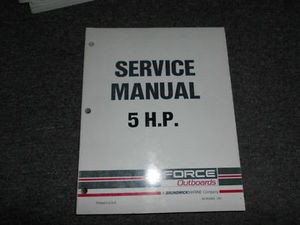 SERVICE
MANUAL
5 H.P.
FORCE
Outboards
A BRUNSWICK MARINE Company